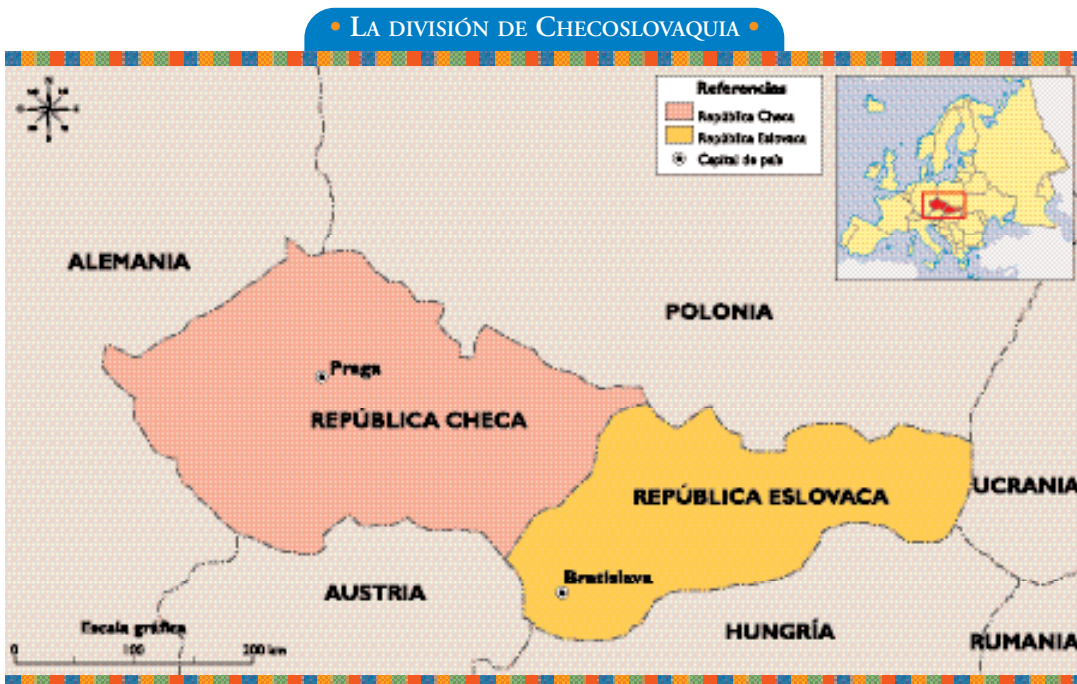 • LA DIVISIÓN DE CHECOSLOVAQUIA •
N
Referencias
República Checa
República Eslovaca
Capital de país
ALEMANIA
POLONIA
Praga
REPÚBLICA CHECA
REPÚBLICA ESLOVACA
UCRANIA
Bratislava
AUSTRIA
HUNGRÍA
RUMANIA
Escala gráfica
0 100 200 km